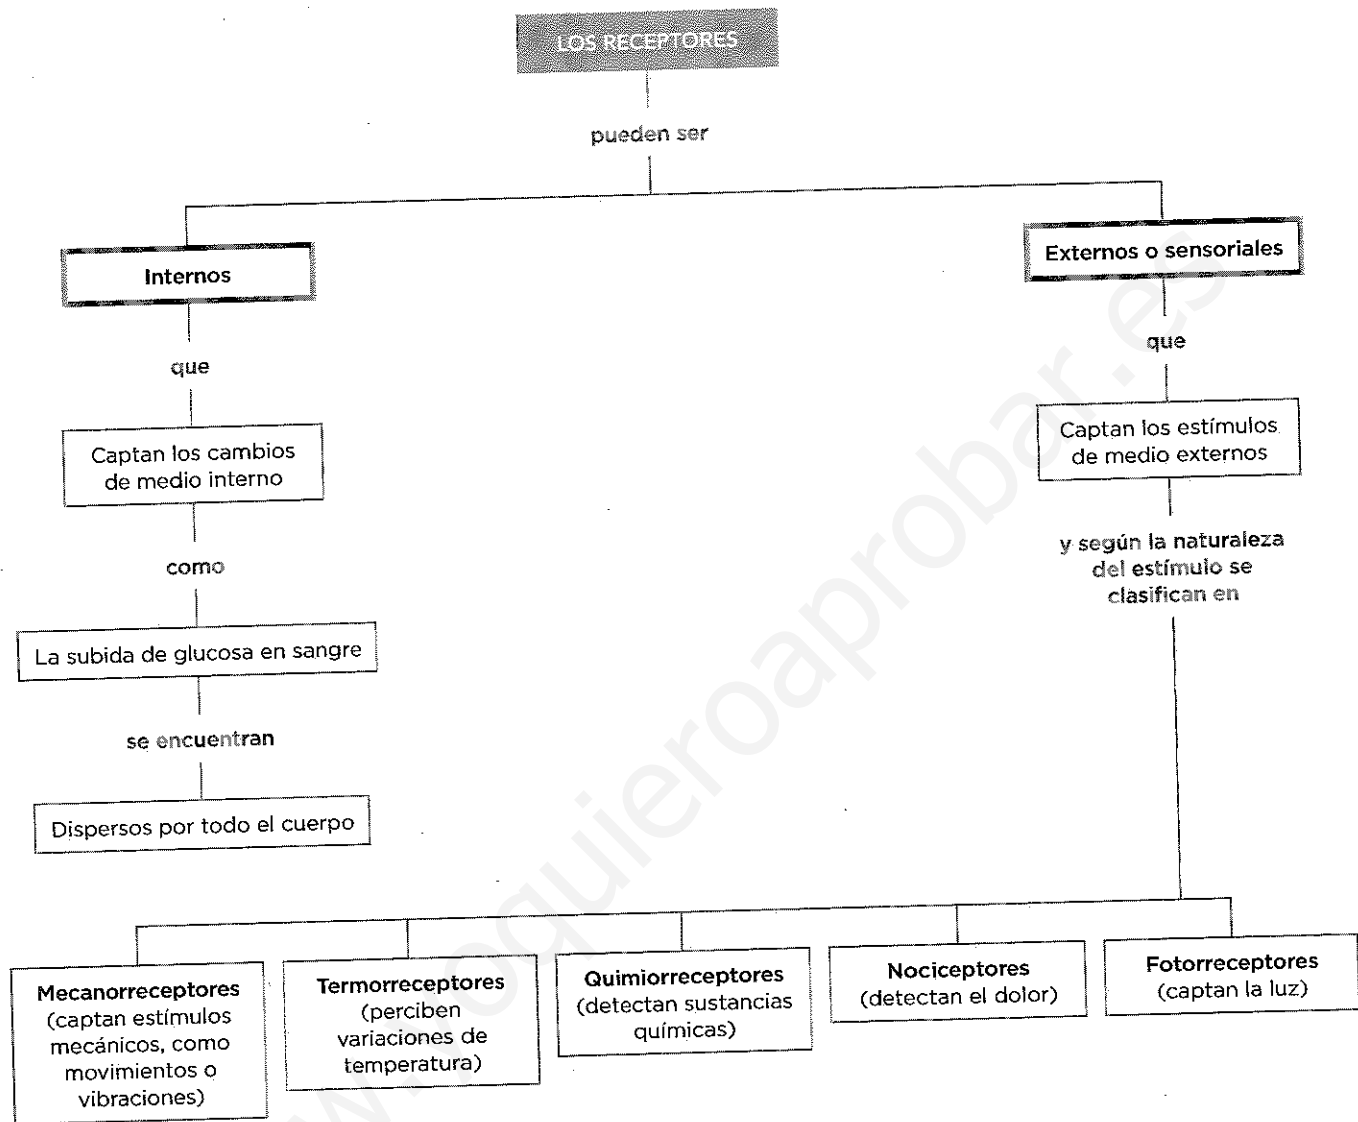 LOS RECEPTORES
pueden ser
Internos
que
Captan los cambios
de medio interno
como
La subida de glucosa en sangre
se encuentran
Dispersos por todo el cuerpo
Externos o sensoriales
que
Captan los estímulos
de medio externos
y según la naturaleza
del estímulo se
clasifican en
Mecanorreceptores
(captan estímulos
mecánicos, como
movimientos o
vibraciones)
Termorreceptores
(perciben
variaciones de
temperatura)
Quimiorreceptores
(detectan sustancias
químicas)
Nociceptores
(detectan el dolor)
Fotorreceptores
(captan la luz)
www.yoquieroaprobar.es